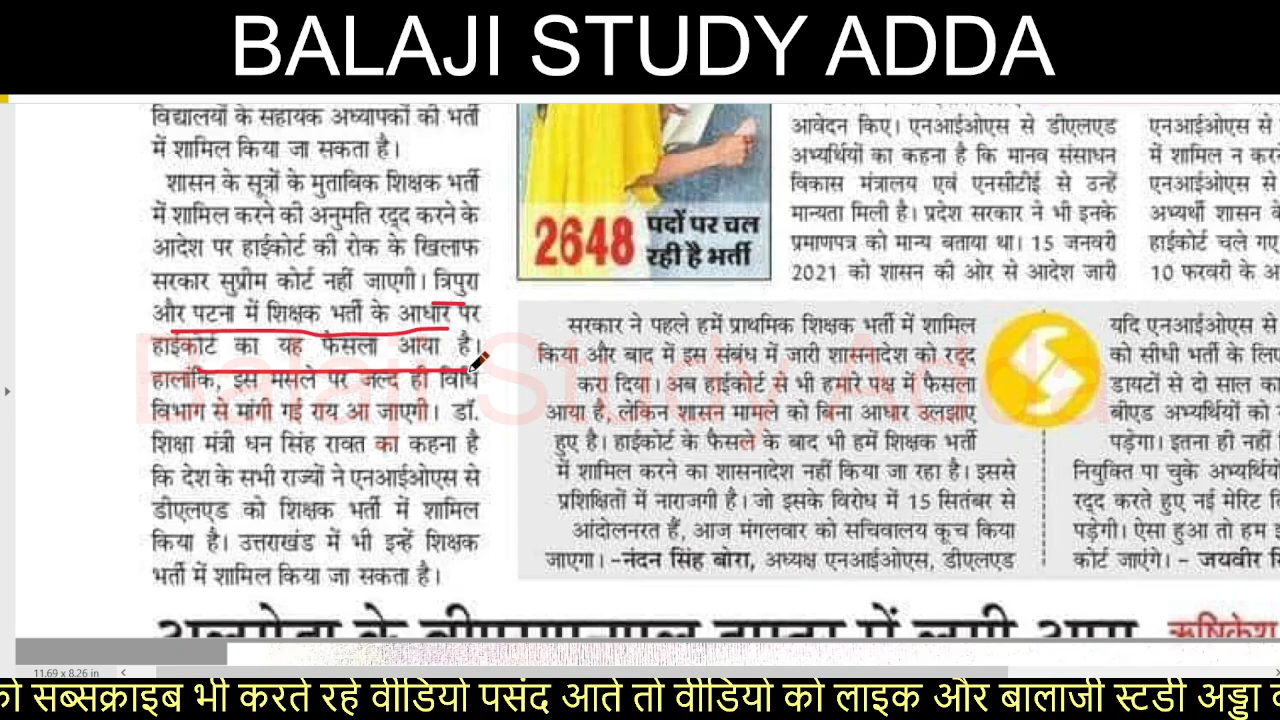 BALAJI STUDY ADDA
विद्यालयों के सहायक अध्यापकों की भर्ती
में शामिल किया जा सकता है।
शासन के सूत्रों के मुताबिक शिक्षक भर्ती
में शामिल करने की अनुमति रद्द करने के
आदेश पर हाईकोर्ट की रोक के खिलाफ
सरकार सुप्रीम कोर्ट नहीं जाएगी। त्रिपुरा
और पटना में शिक्षक भर्ती के आधार पर
हाईकोर्ट का यह फैसला आया है।
हालांकि, इस मसले पर जल्द ही विधि
विभाग से मांगी गई राय आ जाएगी। डॉ.
शिक्षा मंत्री धन सिंह रावत का कहना है
कि देश के सभी राज्यों ने एनआईओएस से
डीएलएड को शिक्षक भर्ती में शामिल
किया है। उत्तराखंड में भी इन्हें शिक्षक
भर्ती में शामिल किया जा सकता है।
2648 पदों पर चल
रही है भर्ती
आवेदन किए। एनआईओएस से डीएलएड
अभ्यर्थियों का कहना है कि मानव संसाधन
विकास मंत्रालय एवं एनसीटीई से उन्हें
मान्यता मिली है। प्रदेश सरकार ने भी इनके
प्रमाणपत्र को मान्य बताया था। 15 जनवरी
2021 को शासन की ओर से आदेश जारी
एनआईओएस से
में शामिल न
एनआईओएस से
अभ्यर्थी शासन
हाईकोर्ट चले गए
10 फरवरी के
सरकार ने पहले हमें प्राथमिक शिक्षक भर्ती में शामिल
किया और बाद में इस संबंध में जारी शासनादेश को रद्द
करा दिया। अब हाईकोर्ट से भी हमारे पक्ष में फैसला
आया है, लेकिन शासन मामले को बिना आधार उलझाए
हुए है। हाईकोर्ट के फैसले के बाद भी हमें शिक्षक भर्ती
में शामिल करने का शासनादेश नहीं किया जा रहा है। इससे
प्रशिक्षितों में नाराजगी है। जो इसके विरोध में 15 सितंबर से
आंदोलनरत हैं, आज मंगलवार को सचिवालय कूच किया
जाएगा। -नंदन सिंह बोरा, अध्यक्ष एनआईओएस, डीएलएड
यदि एनआईओएस से
को सीधी भर्ती के
डायटों से दो साल
बीएड अभ्यर्थियों को
पड़ेगा। इतना ही नहीं
नियुक्ति पा चुके
रद्द करते हुए नई मेरिट
पड़ेगी। ऐसा हुआ तो हम
कोर्ट जाएंगे। - जयवीर
Balaji Study Adda
ऋषिकेश
11.69 x 8.26 in
को सब्सक्राइब भी करते रहे वीडियो पसंद आते तो वीडियो को लाइक और बालाजी स्टडी अड्डा